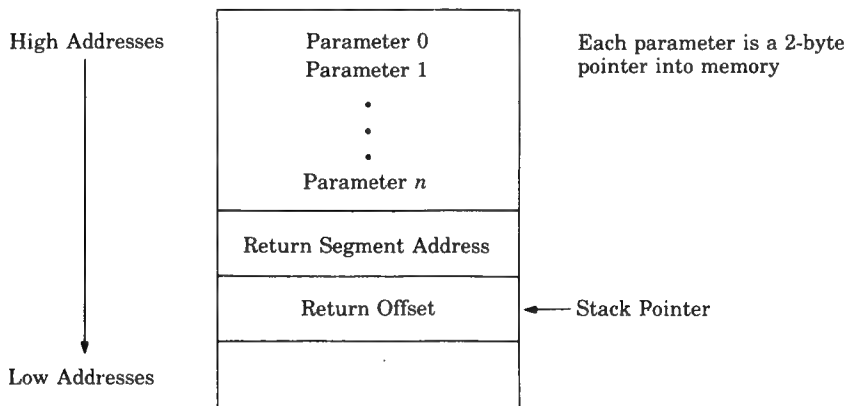 High Addresses
Parameter 0
Parameter 1
Parameter n
Each parameter is a 2-byte
pointer into memory
Return Segment Address
Return Offset
Stack Pointer
Low Addresses